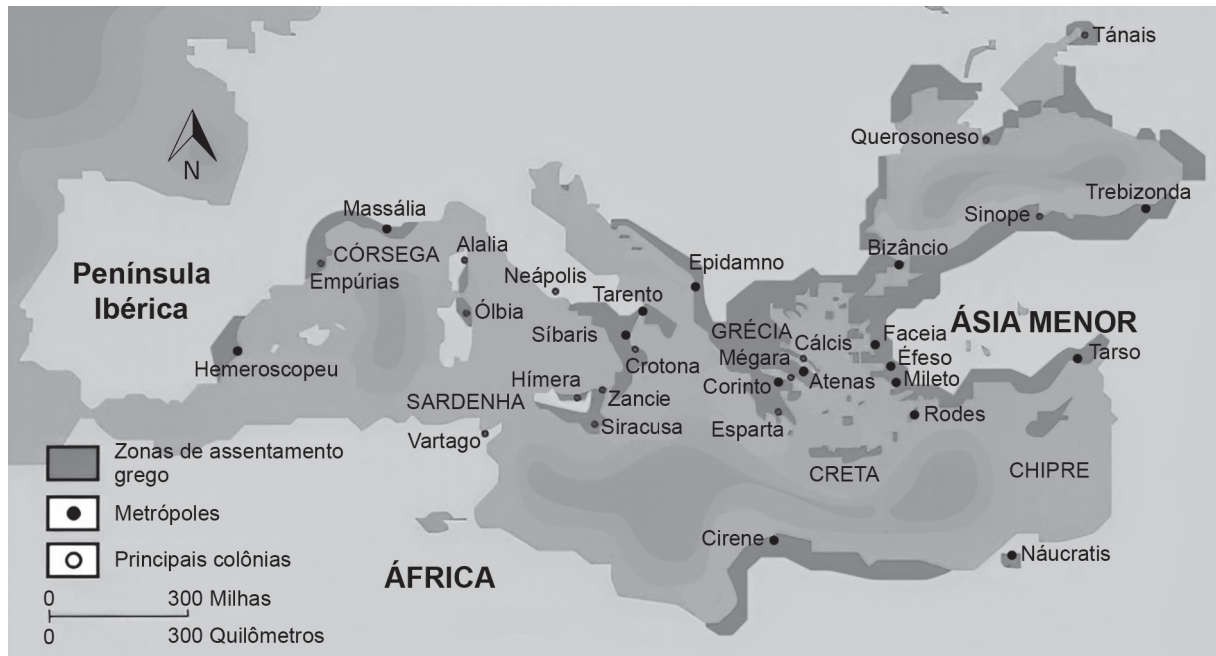 Tánais
Querosoneso
Trebizonda
Sinope
Massália
Bizâncio
CÓRSEGA
Alalia
Península
Ibérica
Empúrias
Neápolis
Epidamno
Tarento
Ólbia
GRÉCIA
Cálcis
Faceia
ÁSIA MENOR
Síbaris
Mégara
Éfeso
Tarso
Hemeroscopeu
Crotona
Corinto
Atenas
Mileto
Hímera
Zancie
SARDENHA
Siracusa
Esparta
Rodes
Vartago
CRETA
CHIPRE
Zonas de assentamento
grego
Metrópoles
Cirene
Náucratis
Principais colônias
ÁFRICA
0 300 Milhas
0 300 Quilômetros
N